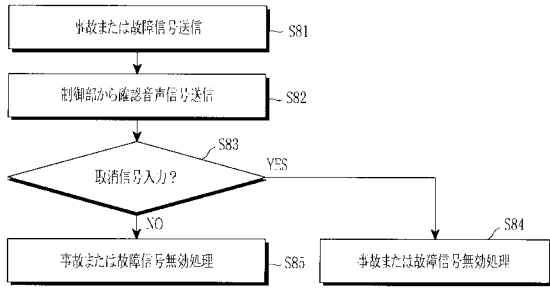 事故または故障信号送信
S81
制御部から確認音声信号送信
S82
取消信号入力？
S83
YES
NO
事故または故障信号無効処理
S85
事故または故障信号無効処理
S84